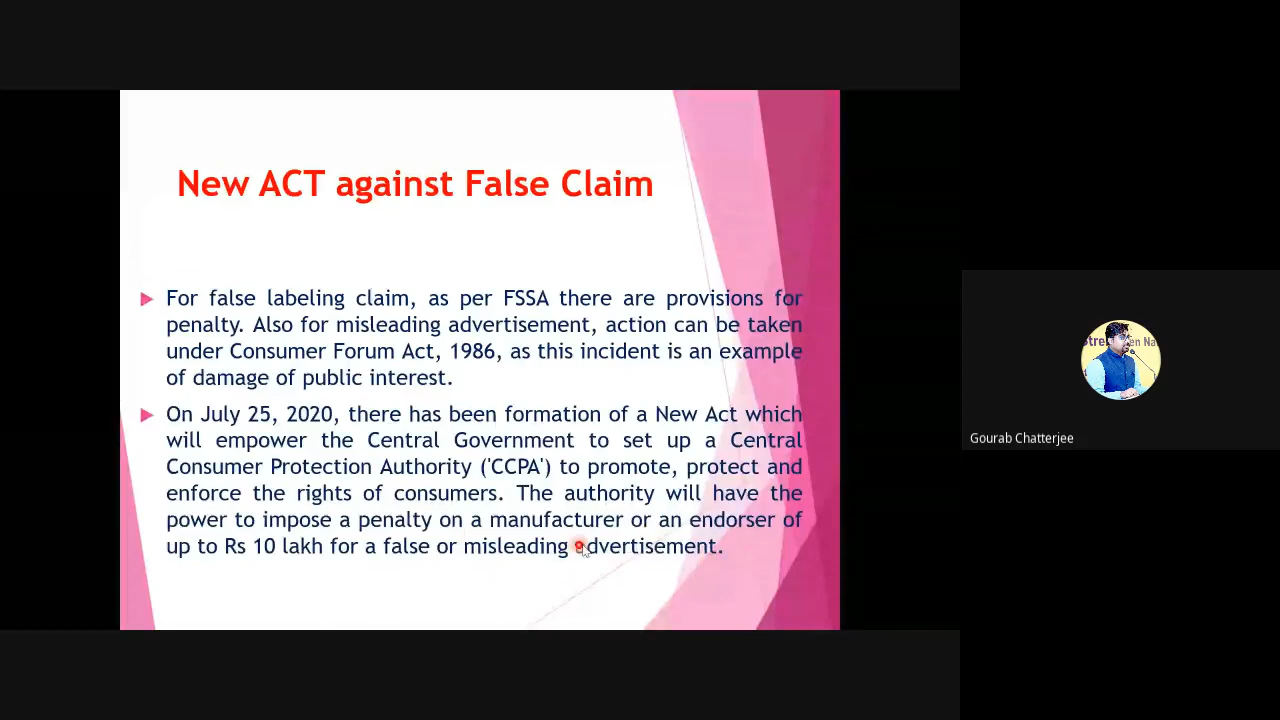 New ACT against False Claim
For false labeling claim, as per FSSA there are provisions for
penalty. Also for misleading advertisement, action can be taken
under Consumer Forum Act, 1986, as this incident is an example
of damage of public interest.
On July 25, 2020, there has been formation of a New Act which
will empower the Central Government to set up a Central
Consumer Protection Authority ('CCPA') to promote, protect and
enforce the rights of consumers. The authority will have the
power to impose a penalty on a manufacturer or an endorser of
up to Rs 10 lakh for a false or misleading advertisement.
Gourab Chatterjee